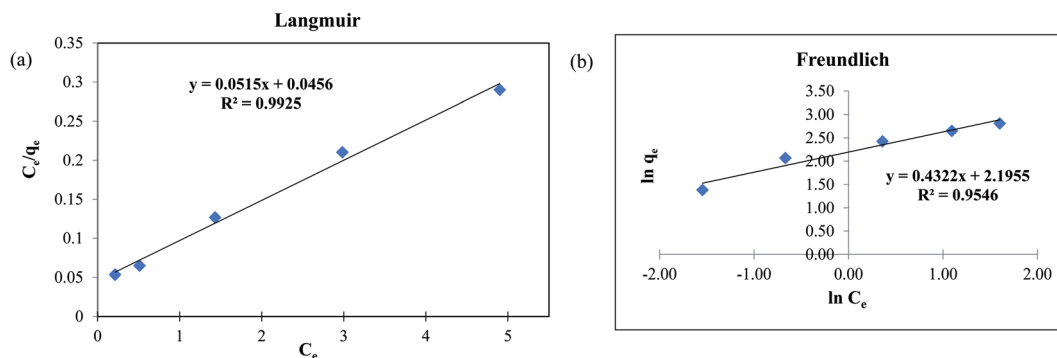 (a)
Langmuir
y = 0.0515x + 0.0456
R² = 0.9925
Cₑ/qₑ
0.35
0.3
0.25
0.2
0.15
0.1
0.05
0
0 1 2 3 4 5
Cₑ
(b)
Freundlich
ln qₑ
3.50
3.00
2.50
2.00
1.50
1.00
0.50
0.00
y = 0.4322x + 2.1955
R² = 0.9546
-2.00 -1.00 0.00 1.00 2.00
ln Cₑ